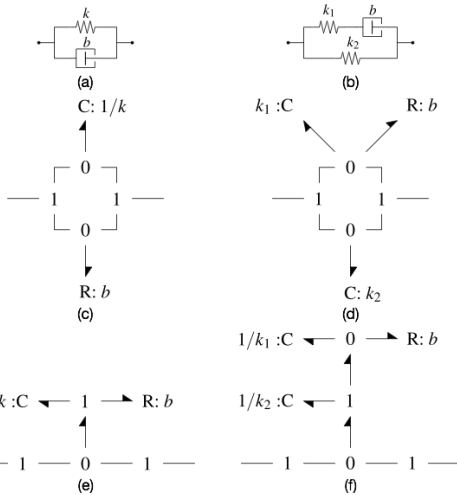 k
b
(a)
k₁
b
k₂
(b)
C: 1/k
0
1 1
0
R: b
(c)
k₁ :C R: b
0
1 1
0
C: k₂
(d)
k :C 1 R: b
1 0 1
(e)
1/k₁ :C 0 R: b
1/k₂ :C 1
1 0 1
(f)